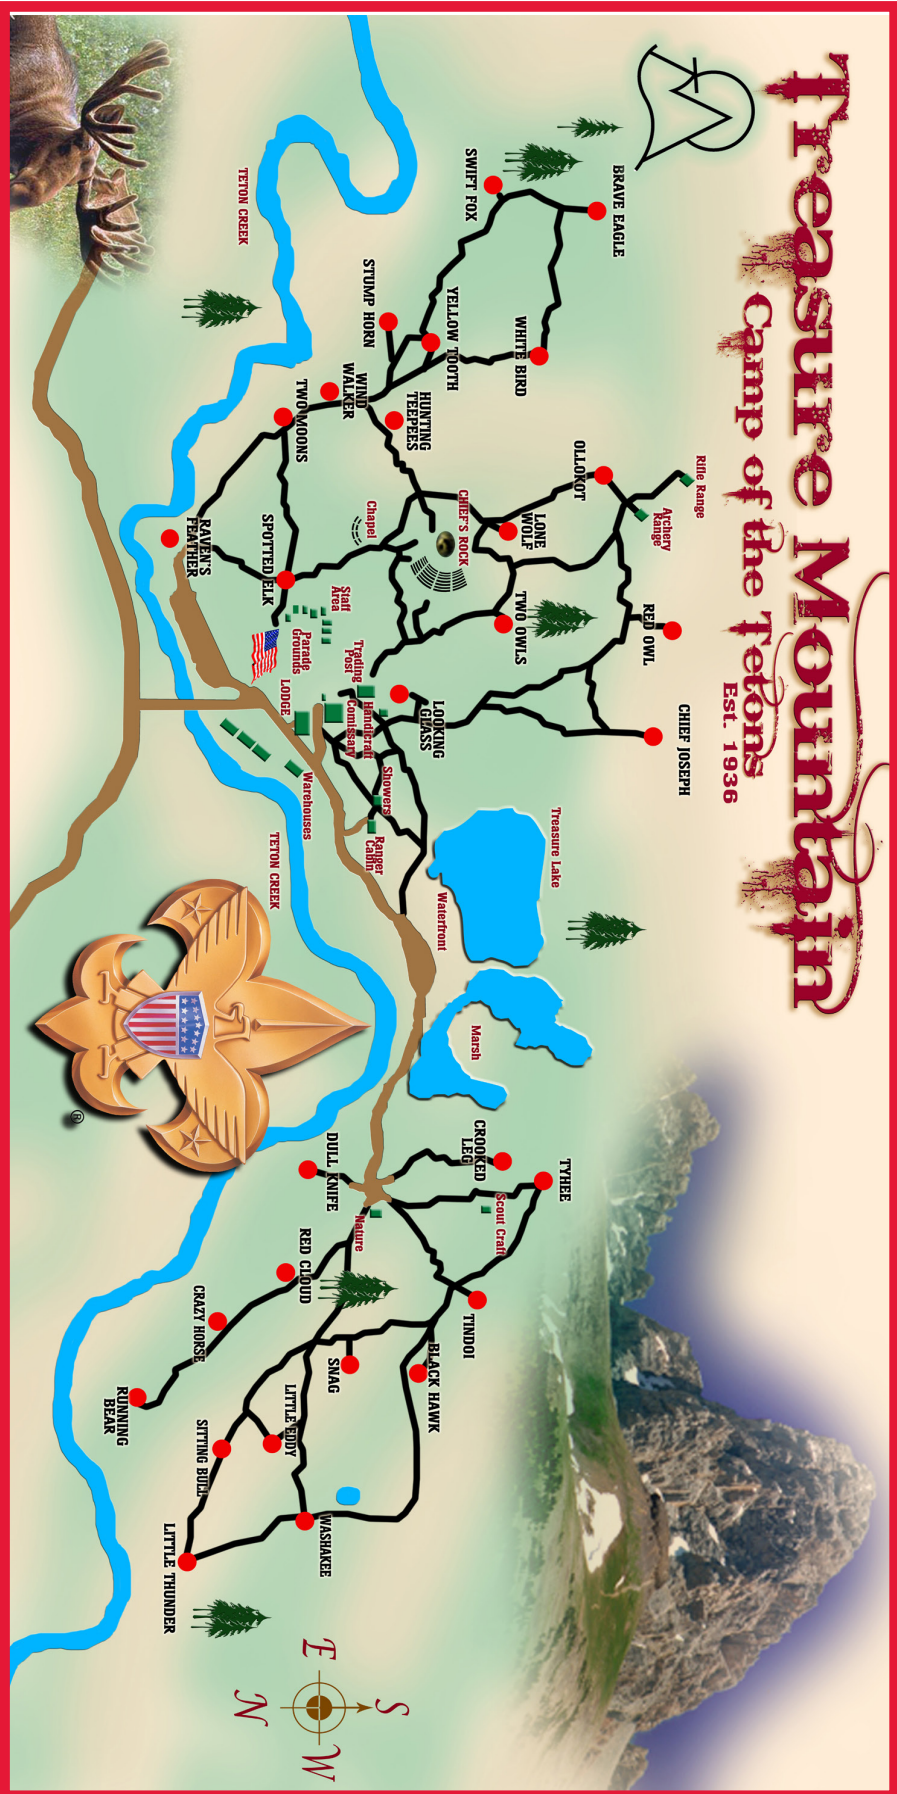 Treasure Mountain
Camp of the Tetons
Est. 1936
BRAVE EAGLE
SWIFT FOX
WHITE BIRD
YELLOW TOOTH
STUMP HORN
HUNTING
TEEPEES
WIND
WALKER
TWO MOONS
TETON CREEK
Rifle Range
Archery
Range
OLLOKOT
LONE
WOLF
CHIEF'S ROCK
Chapel
RED OWL
TWO OWLS
SPOTTED ELK
RAVEN'S
FEATHER
Staff
Area
Parade
Grounds
Trading
Post
CHIEF JOSEPH
LOOKING
GLASS
Handicraft
Comissary
LODGE
Showers
Ranger
Cabin
Warehouses
TETON CREEK
Treasure Lake
Waterfront
Marsh
TYHEE
CROOKED
LEG
Scout Craft
DULL KNIFE
Nature
RED CLOUD
CRAZY HORSE
RUNNING
BEAR
TINDOI
BLACK HAWK
SNAG
LITTLE EDDY
SITTING BULL
WASHAKEE
LITTLE THUNDER
S
E
W
N
®